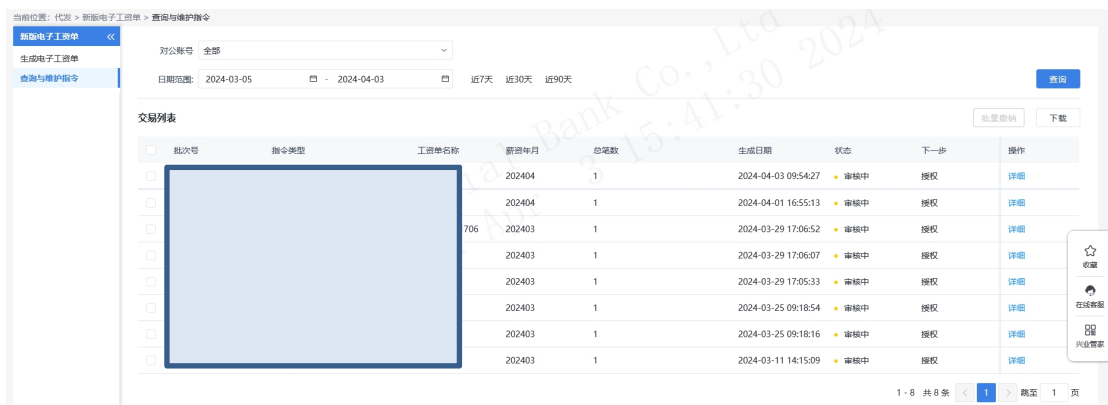 当前位置：代发 > 新版电子工资单 > 查询与维护指令
新版电子工资单 «
生成电子工资单
查询与维护指令
对公账号 全部
日期范围: 2024-03-05 - 2024-04-03 近7天 近30天 近90天 查询
交易列表 批量撤销 下载
批次号 指令类型 工资单名称 薪资年月 总笔数 生成日期 状态 下一步 操作
202404 1 2024-04-03 09:54:27 审核中 授权 详细
202404 1 2024-04-01 16:55:13 审核中 授权 详细
706 202403 1 2024-03-29 17:06:52 审核中 授权 详细
202403 1 2024-03-29 17:06:07 审核中 授权 详细
202403 1 2024-03-29 17:05:33 审核中 授权 详细
202403 1 2024-03-25 09:18:54 审核中 授权 详细
202403 1 2024-03-25 09:18:16 审核中 授权 详细
202403 1 2024-03-11 14:15:09 审核中 授权 详细
收藏
在线客服
兴业管家
1 - 8 共 8 条 < 1 > 跳至 1 页
Bank Co., Ltd
Apr 3 15:41:30 2024